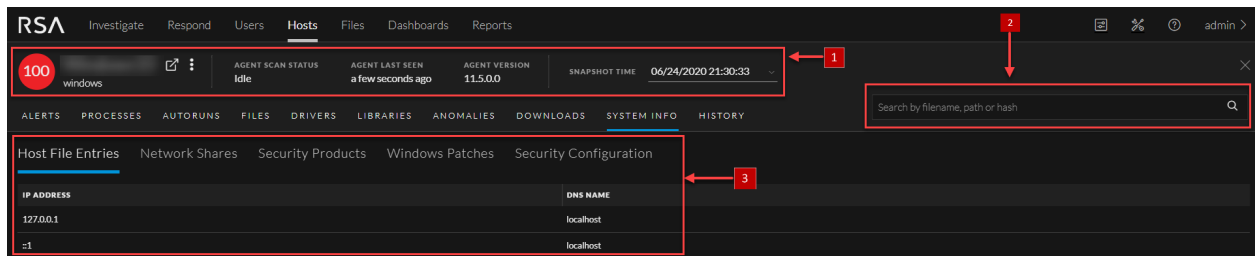 RSA Investigate Respond Users Hosts Files Dashboards Reports 2 admin >
100 windows AGENT SCAN STATUS Idle AGENT LAST SEEN a few seconds ago AGENT VERSION 11.5.0.0 SNAPSHOT TIME 06/24/2020 21:30:33 1
Search by filename, path or hash
ALERTS PROCESSES AUTORUNS FILES DRIVERS LIBRARIES ANOMALIES DOWNLOADS SYSTEM INFO HISTORY
Host File Entries Network Shares Security Products Windows Patches Security Configuration
3
IP ADDRESS DNS NAME
127.0.0.1 localhost
::1 localhost